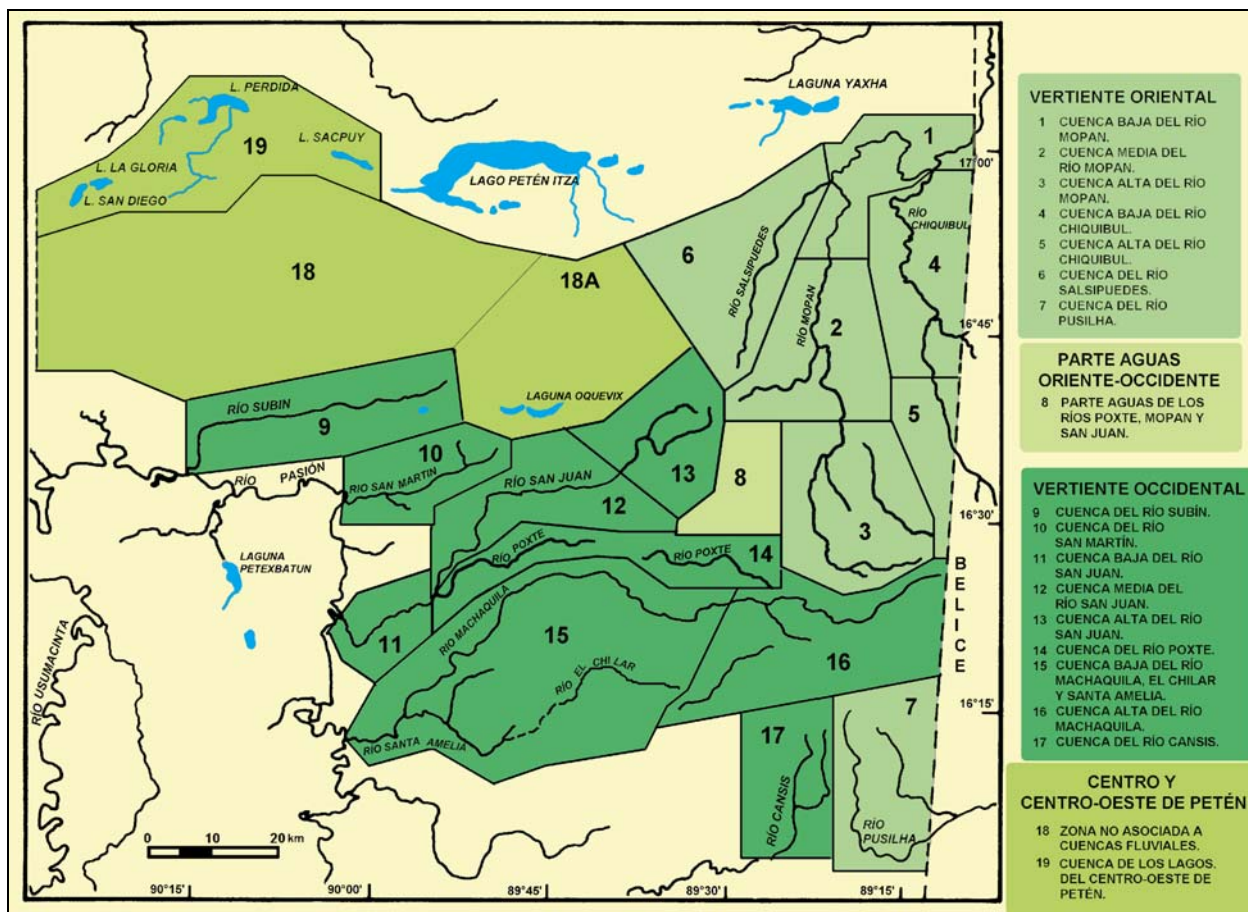 L. PERDIDA
19
L. SACPUY
L. LA GLORIA
L. SAN DIEGO
LAGO PETÉN ITZA
LAGUNA YAXHA
1
17°00'
RÍO
CHIQUIBUL
18
18A
6
RÍO SALSIPUEDES
RÍO MOPAN
2
4
16°45'
LAGUNA OQUEVIX
RÍO SUBIN
9
10
RÍO
PASIÓN
RIO SAN MARTIN
RÍO SAN JUAN
12
13
8
5
3
16°30'
LAGUNA
PETEXBATUN
RÍO POXTE
RÍO POXTE
14
BELICE
11
RIO MACHAQUILA
15
RÍO EL CHILAR
16
16°15'
RÍO USUMACINTA
RÍO SANTA AMELIA
17
7
RÍO CANSIS
RÍO
PUSILHA
0 10 20 km
90°15'
90°00'
89°45'
89°30'
89°15'
VERTIENTE ORIENTAL
1 CUENCA BAJA DEL RÍO
MOPAN.
2 CUENCA MEDIA DEL
RÍO MOPAN.
3 CUENCA ALTA DEL RÍO
MOPAN.
4 CUENCA BAJA DEL RÍO
CHIQUIBUL.
5 CUENCA ALTA DEL RÍO
CHIQUIBUL.
6 CUENCA DEL RÍO
SALSIPUEDES.
7 CUENCA DEL RÍO
PUSILHA.
PARTE AGUAS
ORIENTE-OCCIDENTE
8 PARTE AGUAS DE LOS
RÍOS POXTE, MOPAN Y
SAN JUAN.
VERTIENTE OCCIDENTAL
9 CUENCA DEL RÍO SUBÍN.
10 CUENCA DEL RÍO
SAN MARTÍN.
11 CUENCA BAJA DEL RÍO
SAN JUAN.
12 CUENCA MEDIA DEL
RÍO SAN JUAN.
13 CUENCA ALTA DEL RÍO
SAN JUAN.
14 CUENCA DEL RÍO POXTE.
15 CUENCA BAJA DEL RÍO
MACHAQUILA, EL CHILAR
Y SANTA AMELIA.
16 CUENCA ALTA DEL RÍO
MACHAQUILA.
17 CUENCA DEL RÍO CANSIS.
CENTRO Y
CENTRO-OESTE DE PETÉN
18 ZONA NO ASOCIADA A
CUENCAS FLUVIALES.
19 CUENCA DE LOS LAGOS.
DEL CENTRO-OESTE DE
PETÉN.